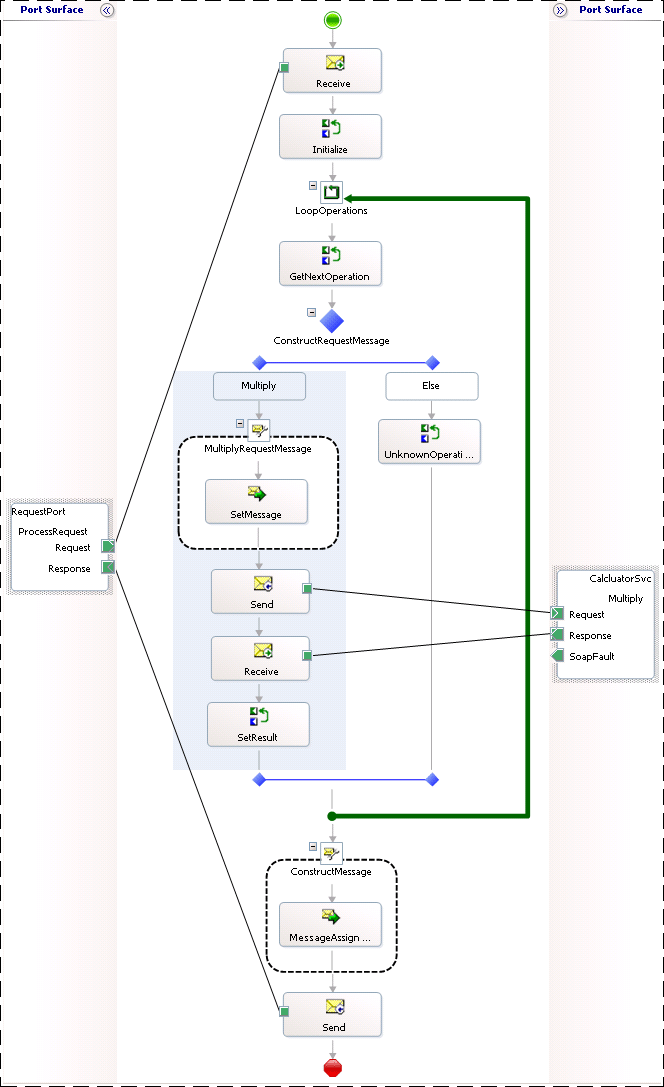 Port Surface
Port Surface
Receive
Initialize
LoopOperations
GetNextOperation
ConstructRequestMessage
Multiply
Else
MultiplyRequestMessage
UnknownOperati ...
SetMessage
RequestPort
ProcessRequest
Request
Response
Send
CalcluatorSvc
Multiply
Request
Response
SoapFault
Receive
SetResult
ConstructMessage
MessageAssign ...
Send